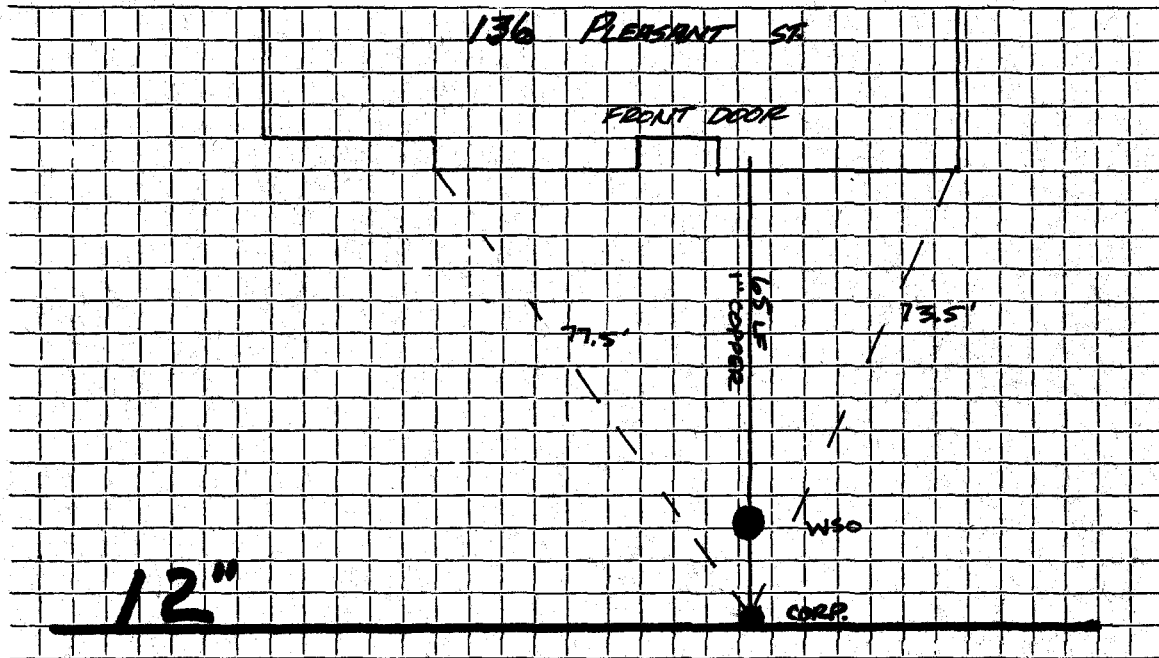 136 PLEASANT ST.
FRONT DOOR
65 LF
1" COPPER
77.5'
73.5'
WSO
12"
CORP.